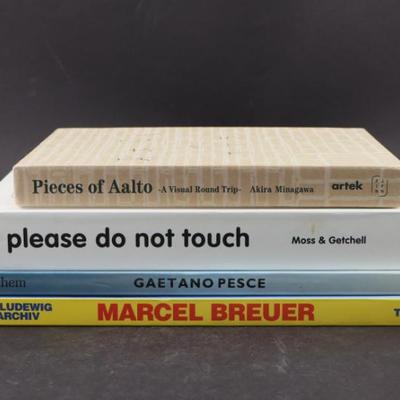 Pieces of Aalto -A Visual Round Trip- Akira Minagawa artek
please do not touch Moss & Getchell
hem GAETANO PESCE
LUDEWIG
ARCHIV MARCEL BREUER T